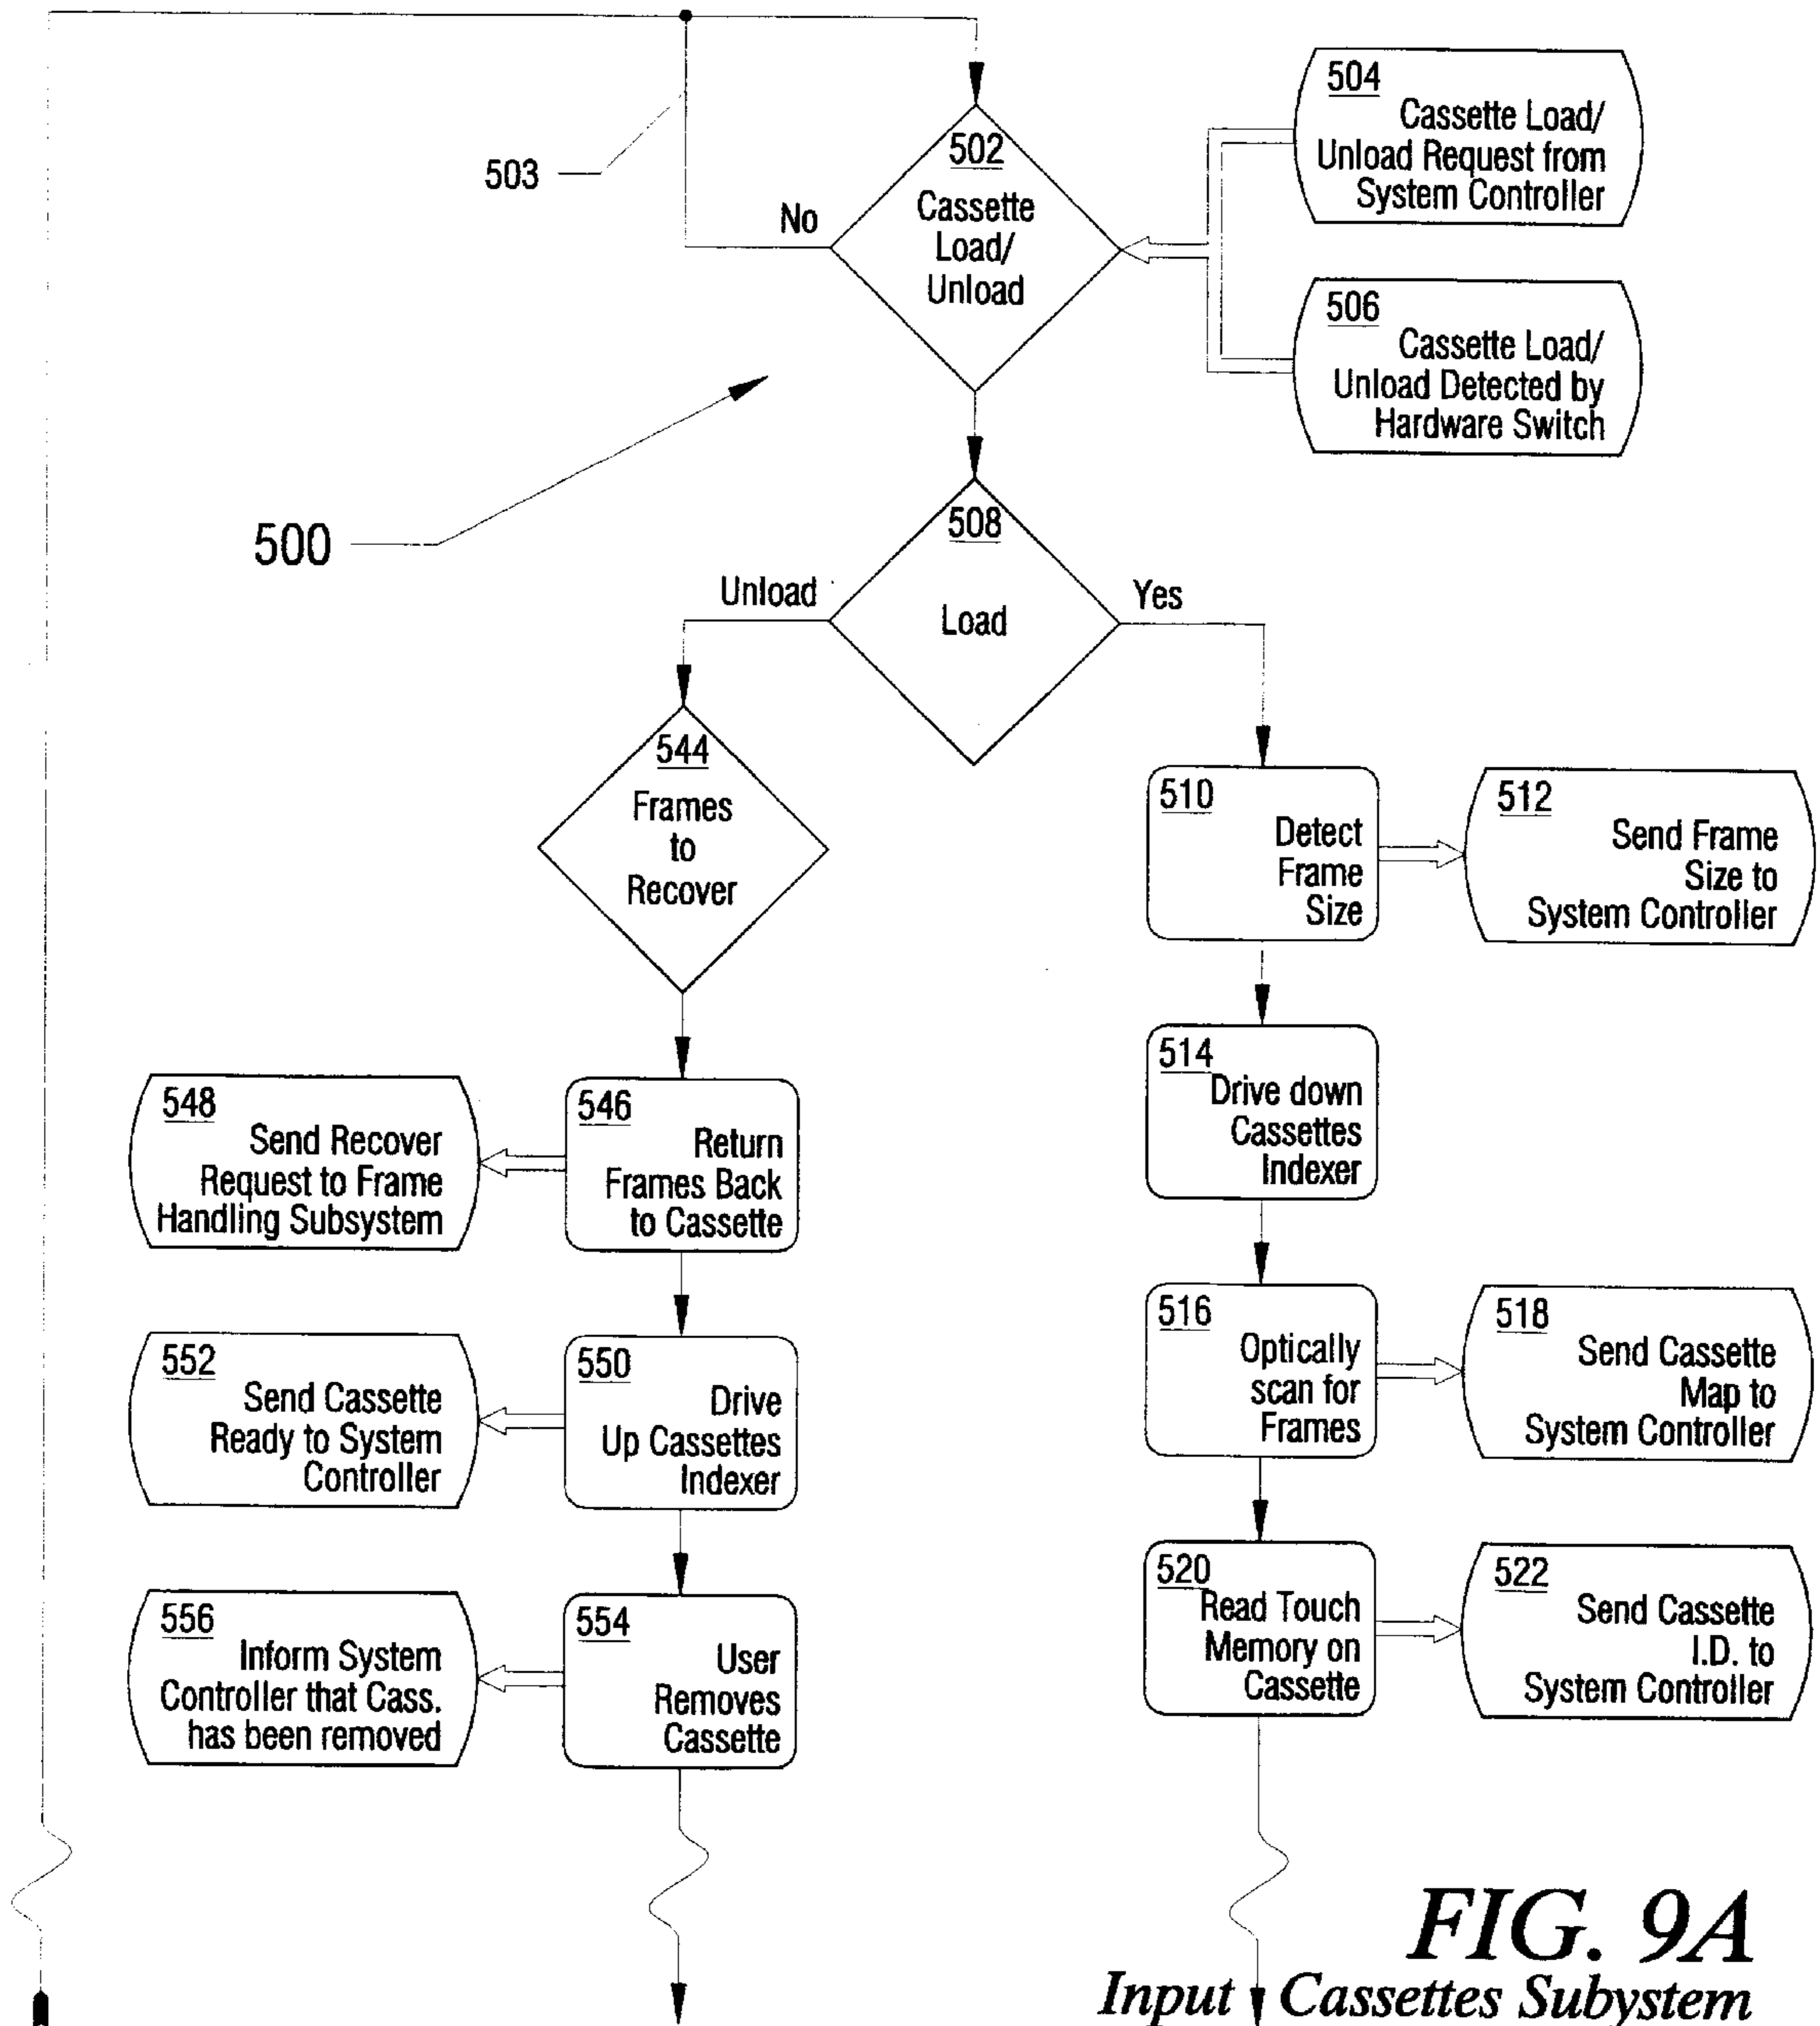 504
Cassette Load/
Unload Request from
System Controller
502
Cassette
Load/
Unload
503
No
506
Cassette Load/
Unload Detected by
Hardware Switch
500
508
Load
Unload
Yes
544
Frames
to
Recover
510
Detect
Frame
Size
512
Send Frame
Size to
System Controller
514
Drive down
Cassettes
Indexer
548
Send Recover
Request to Frame
Handling Subsystem
546
Return
Frames Back
to Cassette
516
Optically
scan for
Frames
518
Send Cassette
Map to
System Controller
552
Send Cassette
Ready to System
Controller
550
Drive
Up Cassettes
Indexer
520
Read Touch
Memory on
Cassette
522
Send Cassette
I.D. to
System Controller
556
Inform System
Controller that Cass.
has been removed
554
User
Removes
Cassette
FIG. 9A
Input Cassettes Subystem